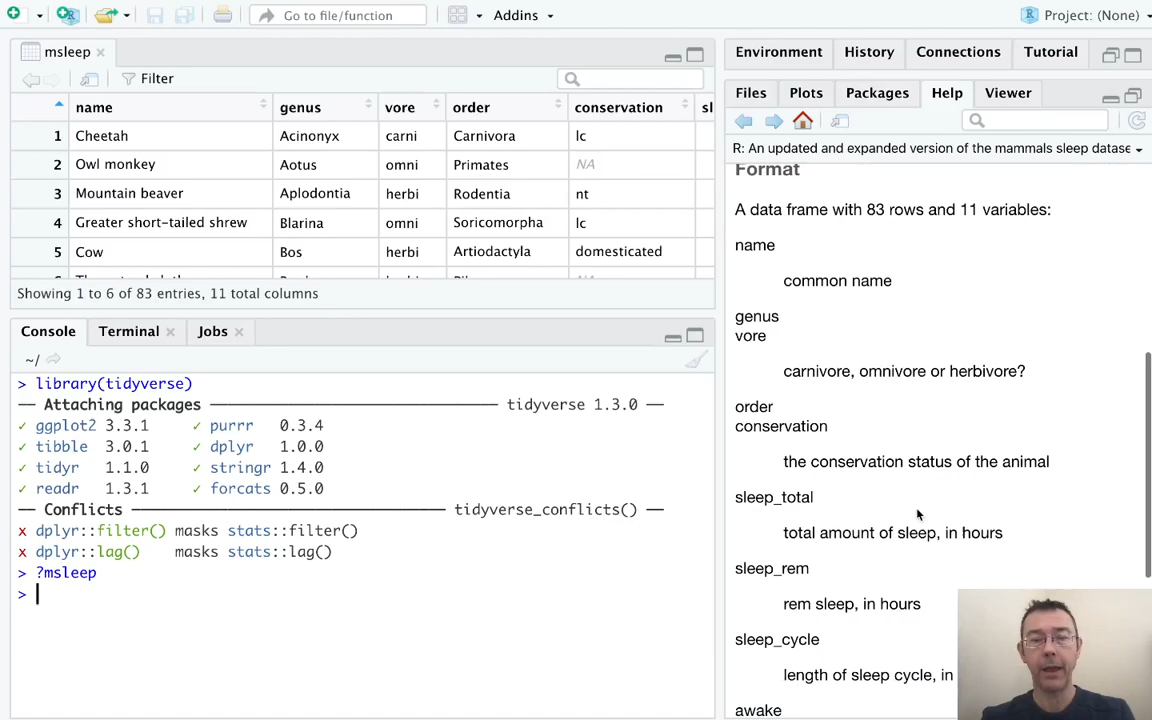 Go to file/function
Addins
Project: (None)
msleep
Filter
name genus vore order conservation sl
1 Cheetah Acinonyx carni Carnivora lc
2 Owl monkey Aotus omni Primates NA
3 Mountain beaver Aplodontia herbi Rodentia nt
4 Greater short-tailed shrew Blarina omni Soricomorpha lc
5 Cow Bos herbi Artiodactyla domesticated
Showing 1 to 6 of 83 entries, 11 total columns
Console Terminal Jobs
~/
> library(tidyverse)
── Attaching packages ──────────── tidyverse 1.3.0 ──
✓ ggplot2 3.3.1 ✓ purrr 0.3.4
✓ tibble 3.0.1 ✓ dplyr 1.0.0
✓ tidyr 1.1.0 ✓ stringr 1.4.0
✓ readr 1.3.1 ✓ forcats 0.5.0
── Conflicts ──────────── tidyverse_conflicts() ──
x dplyr::filter() masks stats::filter()
x dplyr::lag() masks stats::lag()
> ?msleep
>
Environment History Connections Tutorial
Files Plots Packages Help Viewer
R: An updated and expanded version of the mammals sleep datase
Format
A data frame with 83 rows and 11 variables:
name
common name
genus
vore
carnivore, omnivore or herbivore?
order
conservation
the conservation status of the animal
sleep_total
total amount of sleep, in hours
sleep_rem
rem sleep, in hours
sleep_cycle
length of sleep cycle, in
awake